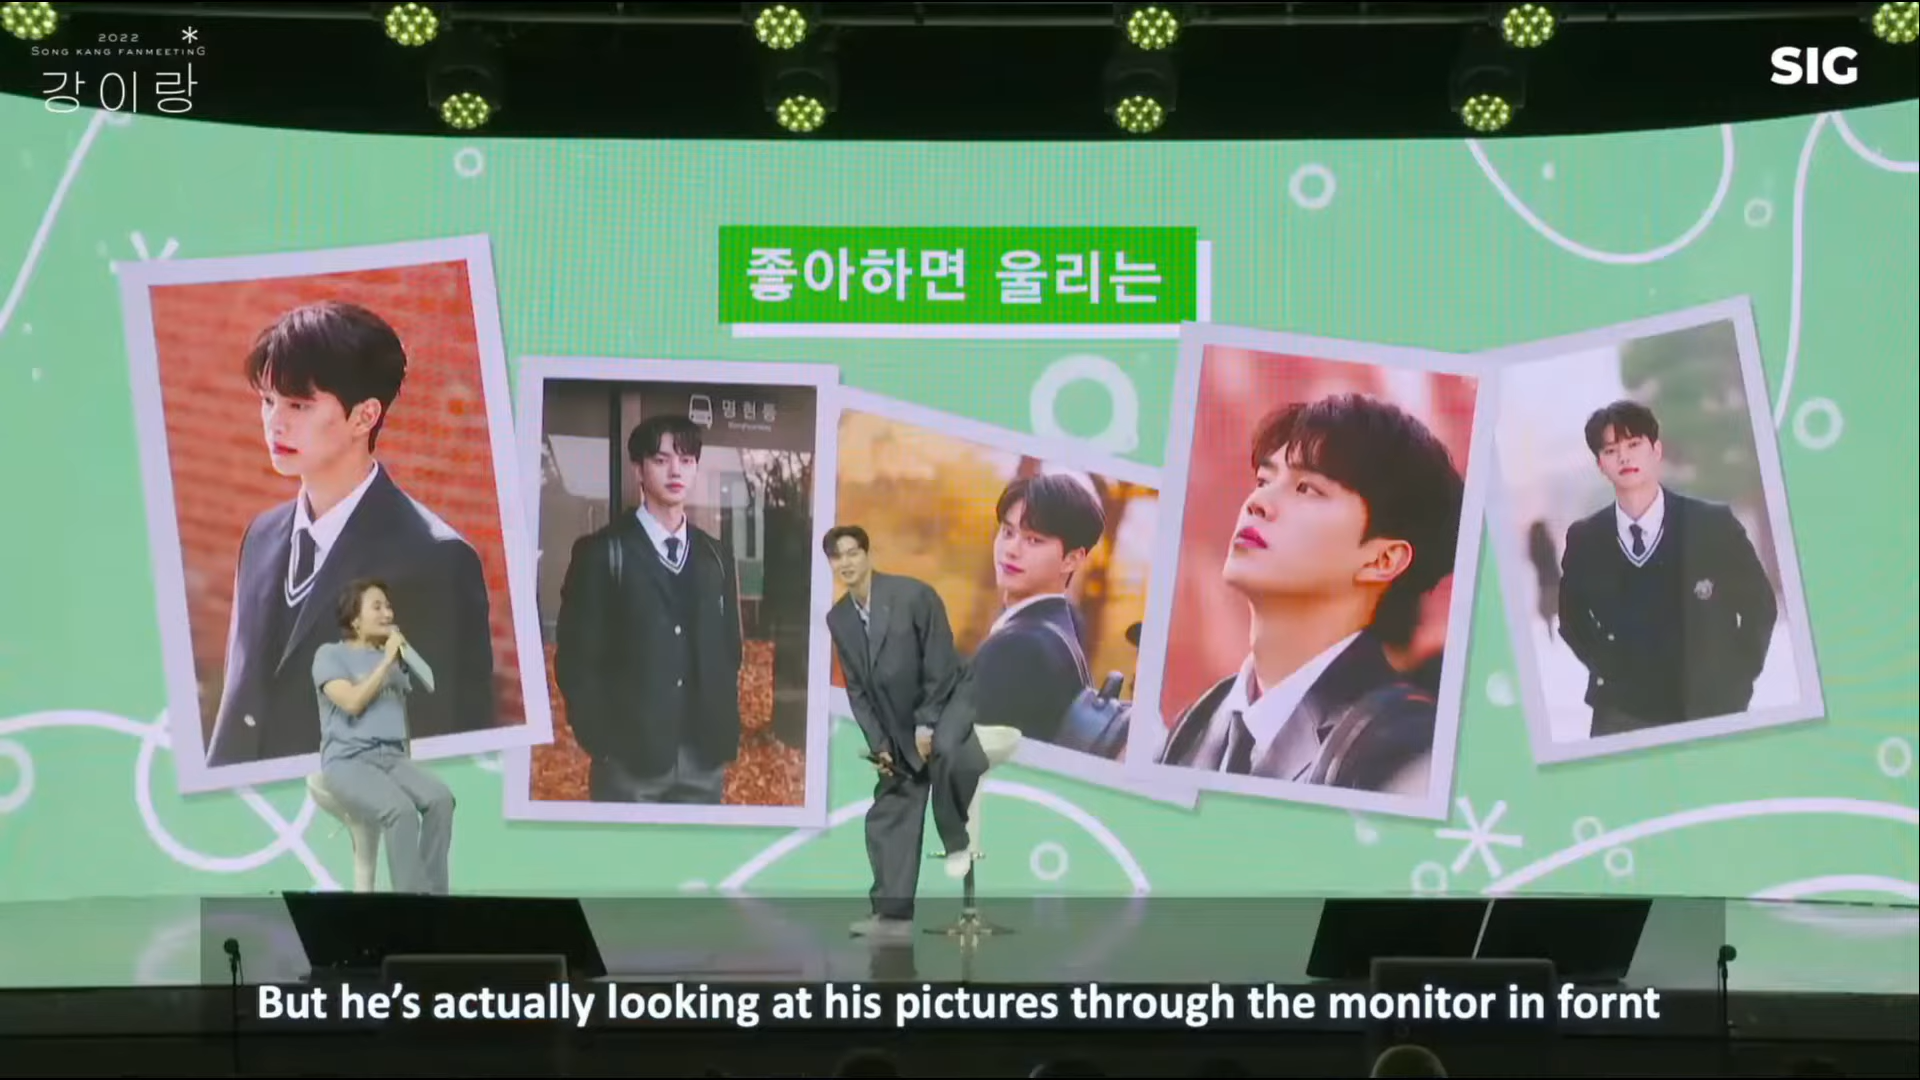 2022
SONG KANG FANMEETING
강이랑
SIG
좋아하면 울리는
명현동
But he's actually looking at his pictures through the monitor in fornt